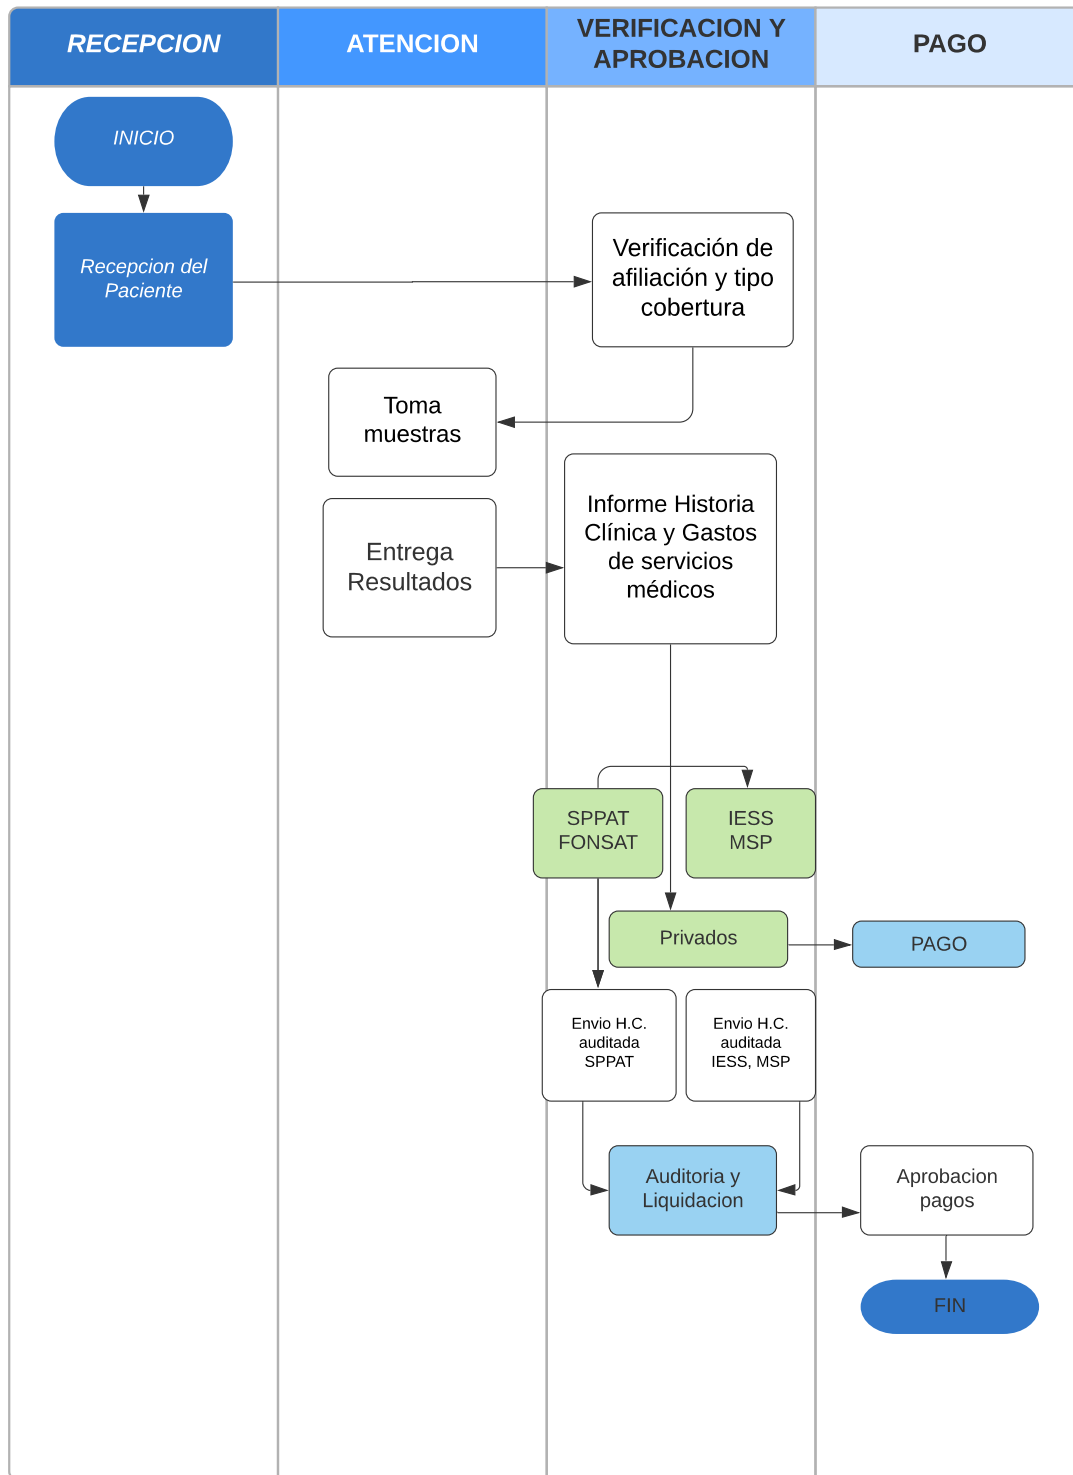 RECEPCION
ATENCION
VERIFICACION Y
APROBACION
PAGO
INICIO
Recepcion del
Paciente
Verificación de
afiliación y tipo
cobertura
Toma
muestras
Entrega
Resultados
Informe Historia
Clínica y Gastos
de servicios
médicos
SPPAT
FONSAT
IESS
MSP
Privados
PAGO
Envio H.C.
auditada
SPPAT
Envio H.C.
auditada
IESS, MSP
Auditoria y
Liquidacion
Aprobacion
pagos
FIN